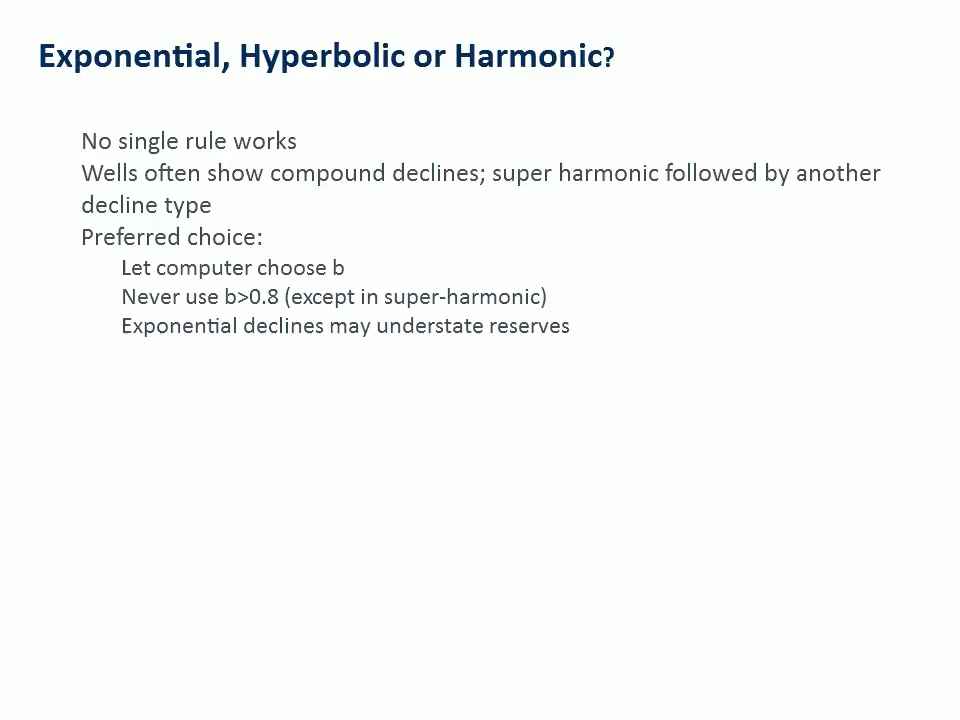 Exponential, Hyperbolic or Harmonic?
No single rule works
Wells often show compound declines; super harmonic followed by another
decline type
Preferred choice:
Let computer choose b
Never use b>0.8 (except in super-harmonic)
Exponential declines may understate reserves